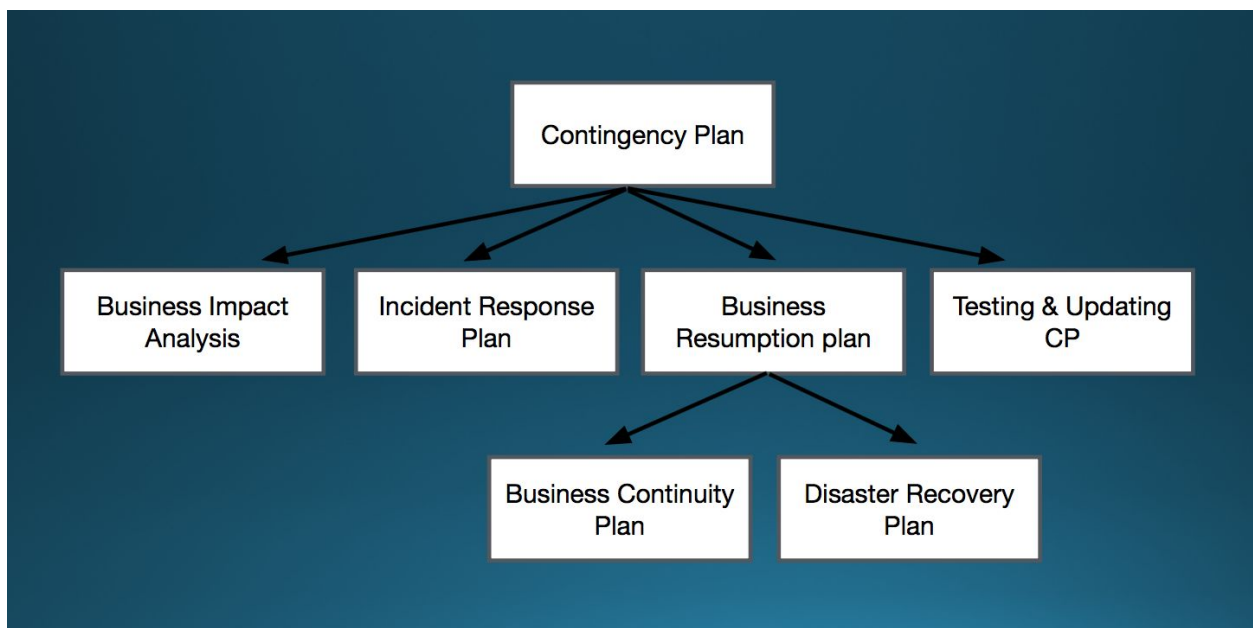 Contingency Plan
Business Impact
Analysis
Incident Response
Plan
Business
Resumption plan
Testing & Updating
CP
Business Continuity
Plan
Disaster Recovery
Plan